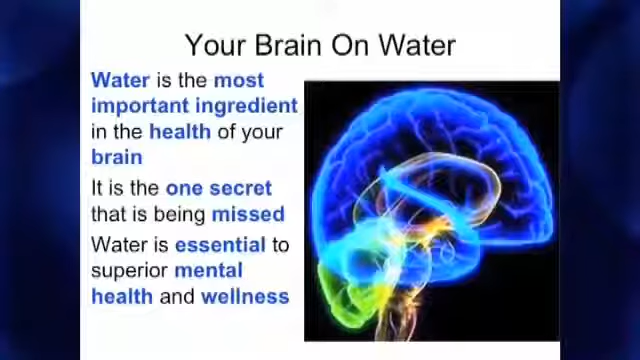 Your Brain On Water
Water is the most
important ingredient
in the health of your
brain
It is the one secret
that is being missed
Water is essential to
superior mental
health and wellness